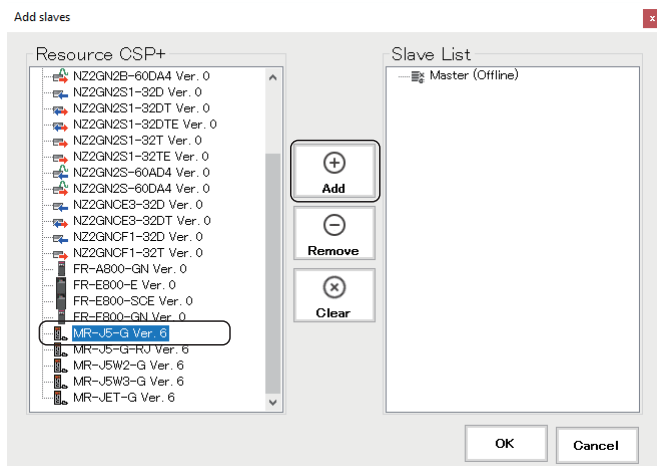 Add slaves
x
Resource CSP+
NZ2GN2B-60DA4 Ver. 0
NZ2GN2S1-32D Ver. 0
NZ2GN2S1-32DT Ver. 0
NZ2GN2S1-32DTE Ver. 0
NZ2GN2S1-32T Ver. 0
NZ2GN2S1-32TE Ver. 0
NZ2GN2S-60AD4 Ver. 0
NZ2GN2S-60DA4 Ver. 0
NZ2GNCE3-32D Ver. 0
NZ2GNCE3-32DT Ver. 0
NZ2GNCF1-32D Ver. 0
NZ2GNCF1-32T Ver. 0
FR-A800-GN Ver. 0
FR-E800-E Ver. 0
FR-E800-SCE Ver. 0
FR-F800-GN Ver. 0
MR-J5-G Ver. 6
MR-J5-G-RJ Ver. 6
MR-J5W2-G Ver. 6
MR-J5W3-G Ver. 6
MR-JET-G Ver. 6
Add
Remove
Clear
Slave List
Master (Offline)
OK
Cancel